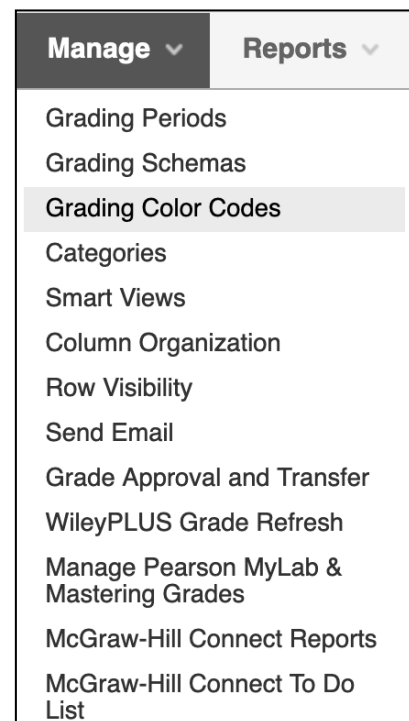 Manage Reports
Grading Periods
Grading Schemas
Grading Color Codes
Categories
Smart Views
Column Organization
Row Visibility
Send Email
Grade Approval and Transfer
WileyPLUS Grade Refresh
Manage Pearson MyLab &
Mastering Grades
McGraw-Hill Connect Reports
McGraw-Hill Connect To Do
List